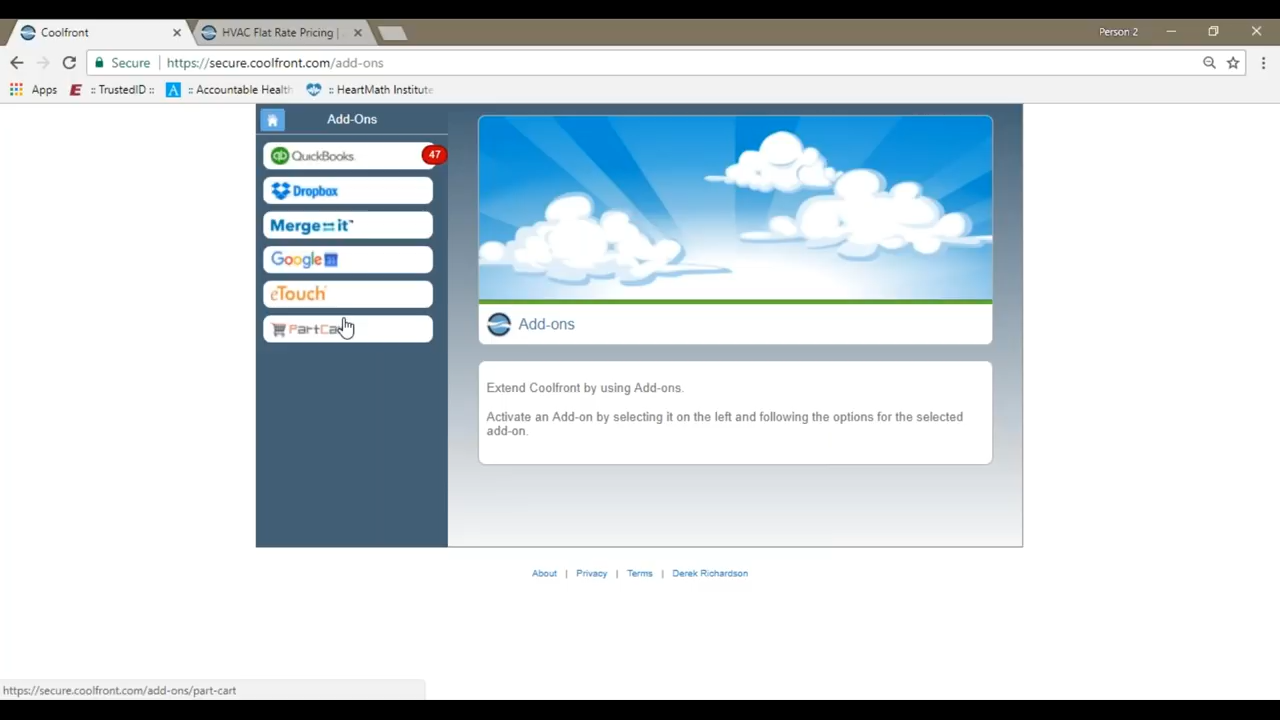 Coolfront
HVAC Flat Rate Pricing |
Person 2
Secure
https://secure.coolfront.com/add-ons
Apps
:: TrustedID ::
:: Accountable Health
:: HeartMath Institute
Add-Ons
QuickBooks
47
Dropbox
Merge it™
Google 31
eTouch
Add-ons
Extend Coolfront by using Add-ons.
Activate an Add-on by selecting it on the left and following the options for the selected
add-on.
About | Privacy | Terms | Derek Richardson
https://secure.coolfront.com/add-ons/part-cart